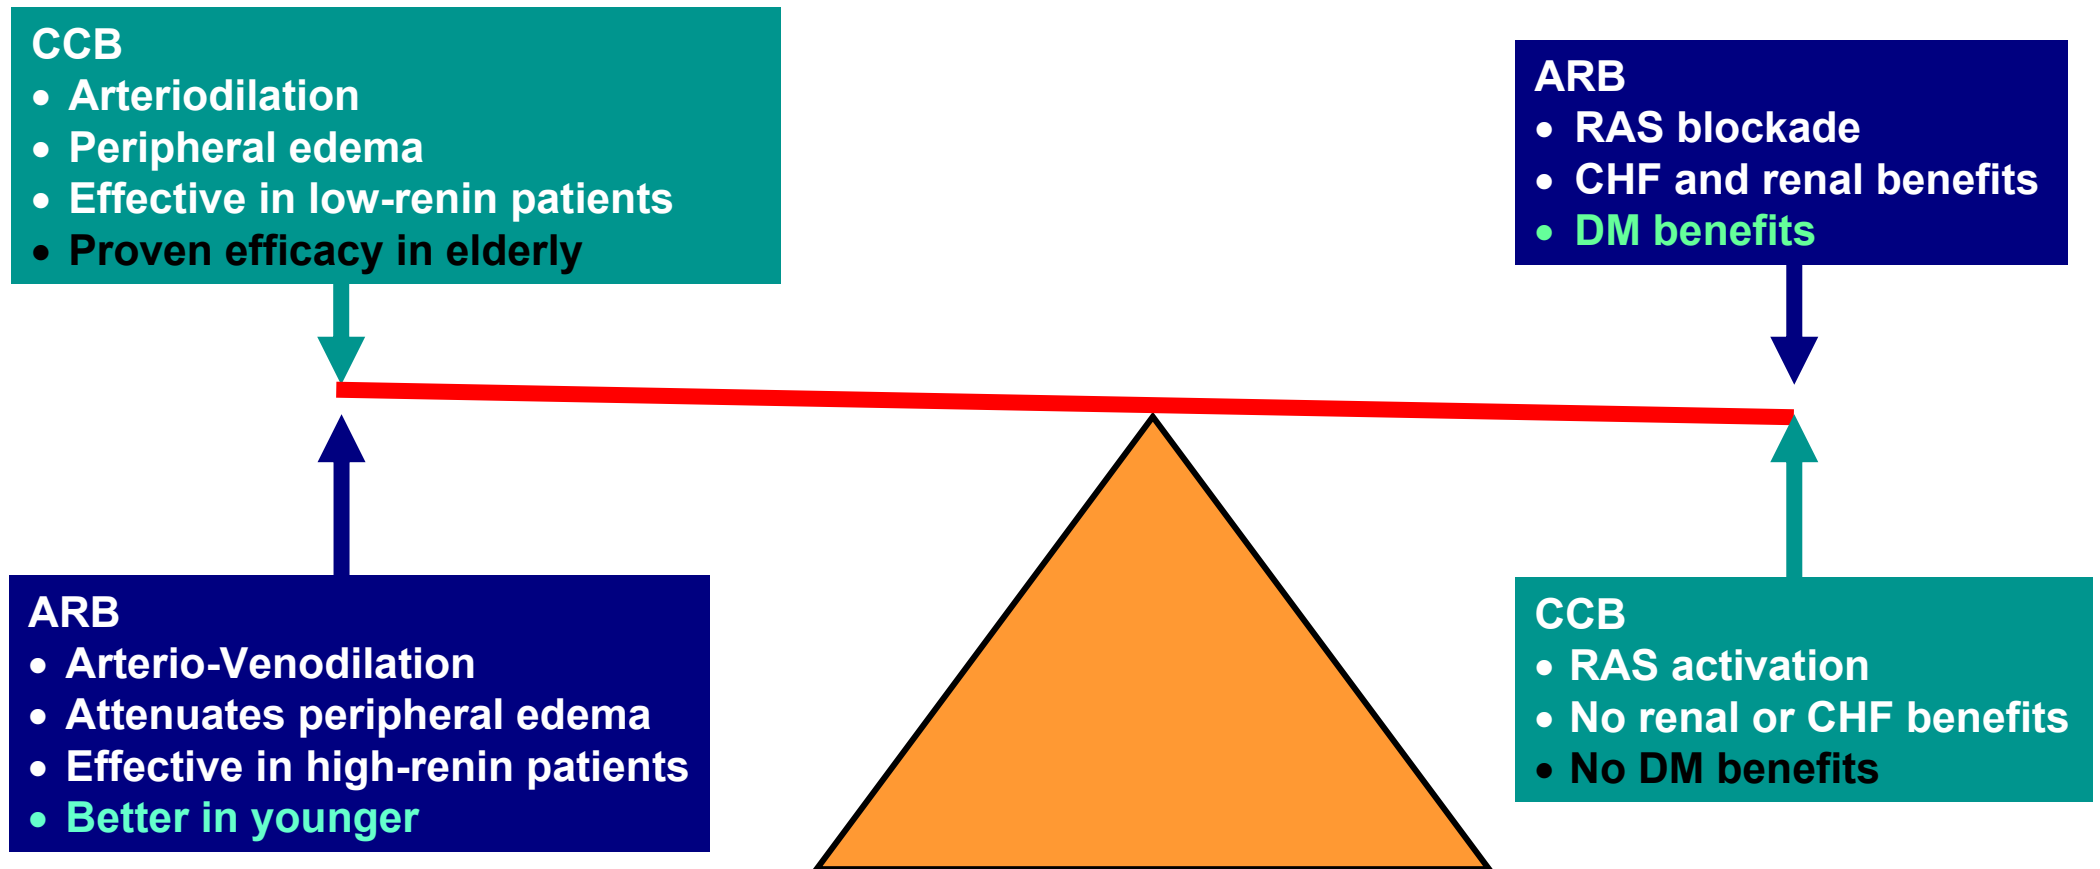 CCB
• Arteriodilation
• Peripheral edema
• Effective in low-renin patients
• Proven efficacy in elderly
ARB
• RAS blockade
• CHF and renal benefits
• DM benefits
ARB
• Arterio-Venodilation
• Attenuates peripheral edema
• Effective in high-renin patients
• Better in younger
CCB
• RAS activation
• No renal or CHF benefits
• No DM benefits